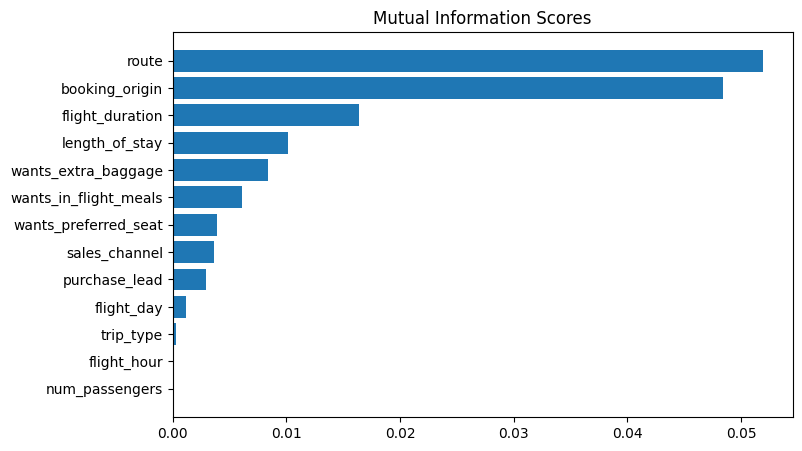 Mutual Information Scores
route
booking_origin
flight_duration
length_of_stay
wants_extra_baggage
wants_in_flight_meals
wants_preferred_seat
sales_channel
purchase_lead
flight_day
trip_type
flight_hour
num_passengers
0.00 0.01 0.02 0.03 0.04 0.05